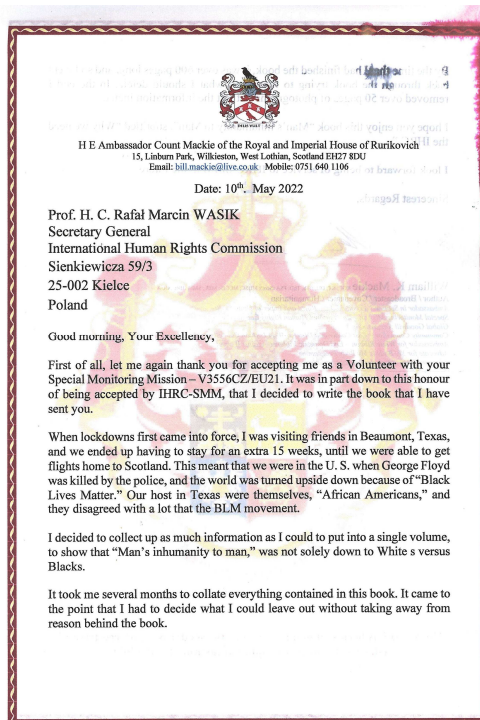 H E Ambassador Count Mackie of the Royal and Imperial House of Rurikovich
15, Linburn Park, Wilkieston, West Lothian, Scotland EH27 8DU
Email: bill.mackie@live.co.uk Mobile: 0751 640 1106
Date: 10th. May 2022
Prof. H. C. Rafał Marcin WASIK
Secretary General
International Human Rights Commission
Sienkiewicza 59/3
25-002 Kielce
Poland
Good morning, Your Excellency,
First of all, let me again thank you for accepting me as a Volunteer with your
Special Monitoring Mission – V3556CZ/EU21. It was in part down to this honour
of being accepted by IHRC-SMM, that I decided to write the book that I have
sent you.
When lockdowns first came into force, I was visiting friends in Beaumont, Texas,
and we ended up having to stay for an extra 15 weeks, until we were able to get
flights home to Scotland. This meant that we were in the U. S. when George Floyd
was killed by the police, and the world was turned upside down because of "Black
Lives Matter." Our host in Texas were themselves, "African Americans," and
they disagreed with a lot that the BLM movement.
I decided to collect up as much information as I could to put into a single volume,
to show that "Man's inhumanity to man," was not solely down to White s versus
Blacks.
It took me several months to collate everything contained in this book. It came to
the point that I had to decide what I could leave out without taking away from
reason behind the book.